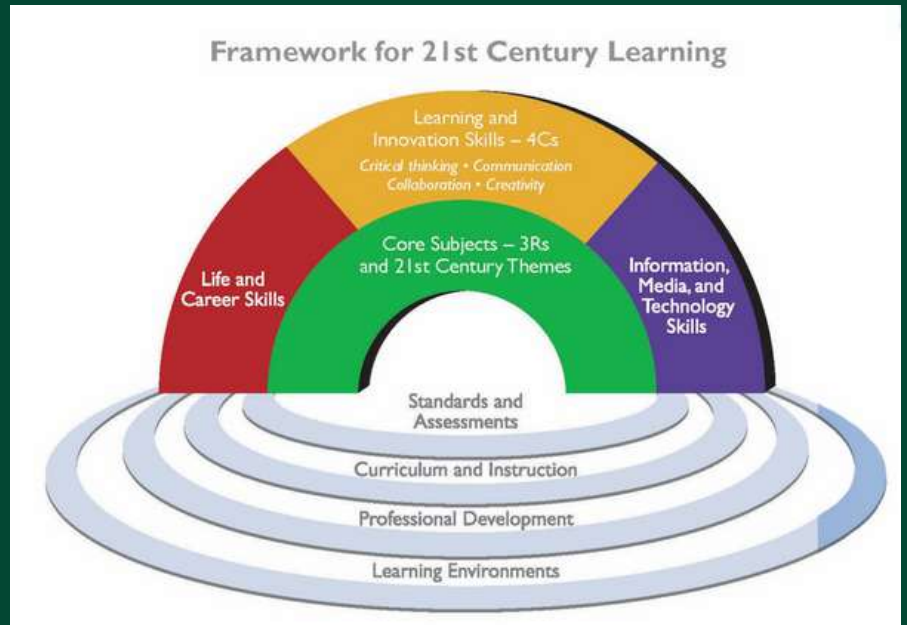 Framework for 21st Century Learning
Learning and
Innovation Skills – 4Cs
Critical thinking • Communication
Collaboration • Creativity
Core Subjects – 3Rs
and 21st Century Themes
Life and
Career Skills
Information,
Media, and
Technology
Skills
Standards and
Assessments
Curriculum and Instruction
Professional Development
Learning Environments